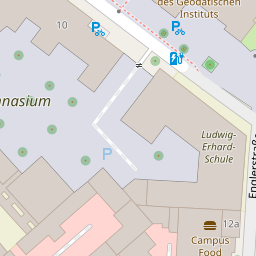 des Geodätischen
Instituts
10
nasium
P
Ludwig-
Erhard-
Schule
Englerstraße
12a
Campus
Food